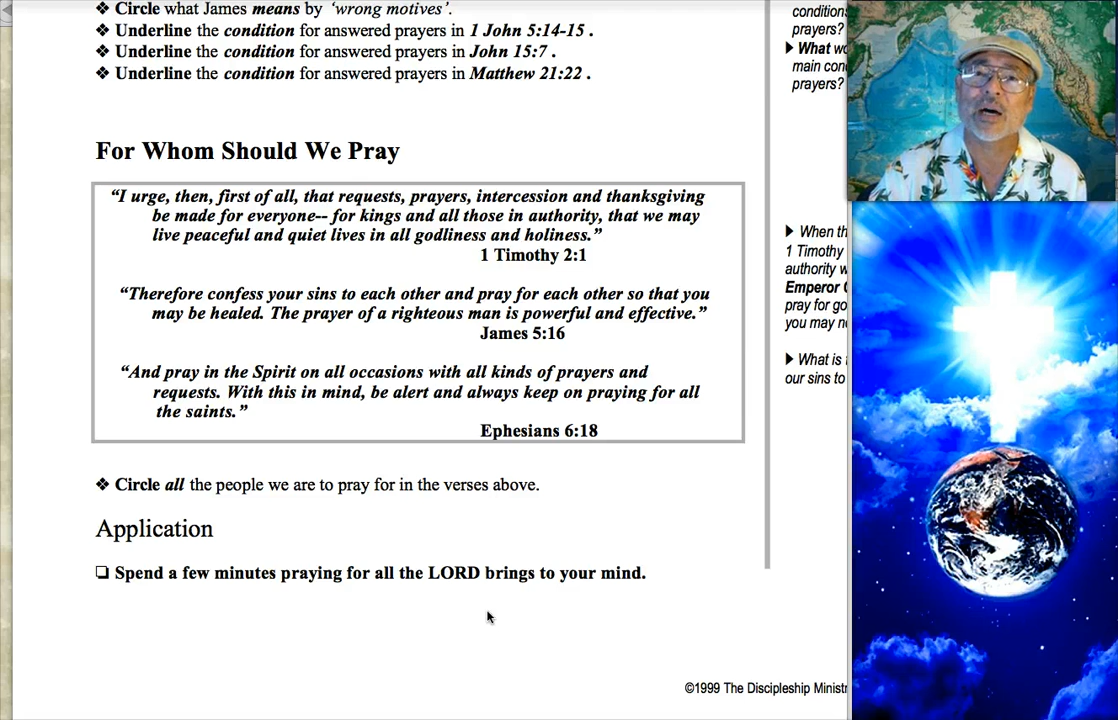 ❖ Circle what James means by ‘wrong motives’.
❖ Underline the condition for answered prayers in 1 John 5:14-15 .
❖ Underline the condition for answered prayers in John 15:7 .
❖ Underline the condition for answered prayers in Matthew 21:22 .
For Whom Should We Pray
“I urge, then, first of all, that requests, prayers, intercession and thanksgiving
be made for everyone-- for kings and all those in authority, that we may
live peaceful and quiet lives in all godliness and holiness.”
1 Timothy 2:1
“Therefore confess your sins to each other and pray for each other so that you
may be healed. The prayer of a righteous man is powerful and effective.”
James 5:16
“And pray in the Spirit on all occasions with all kinds of prayers and
requests. With this in mind, be alert and always keep on praying for all
the saints.”
Ephesians 6:18
❖ Circle all the people we are to pray for in the verses above.
Application
❏ Spend a few minutes praying for all the LORD brings to your mind.
©1999 The Discipleship Ministr
conditions
prayers?
What wo
main con
prayers?
When th
1 Timothy
authority w
Emperor
pray for go
you may n
What is
our sins to